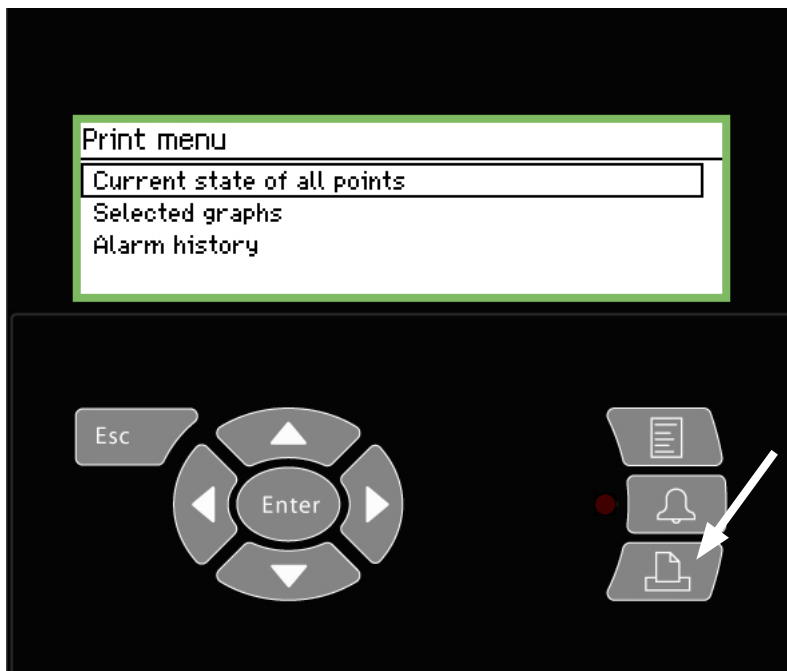 Print menu
Current state of all points
Selected graphs
Alarm history
Esc
Enter